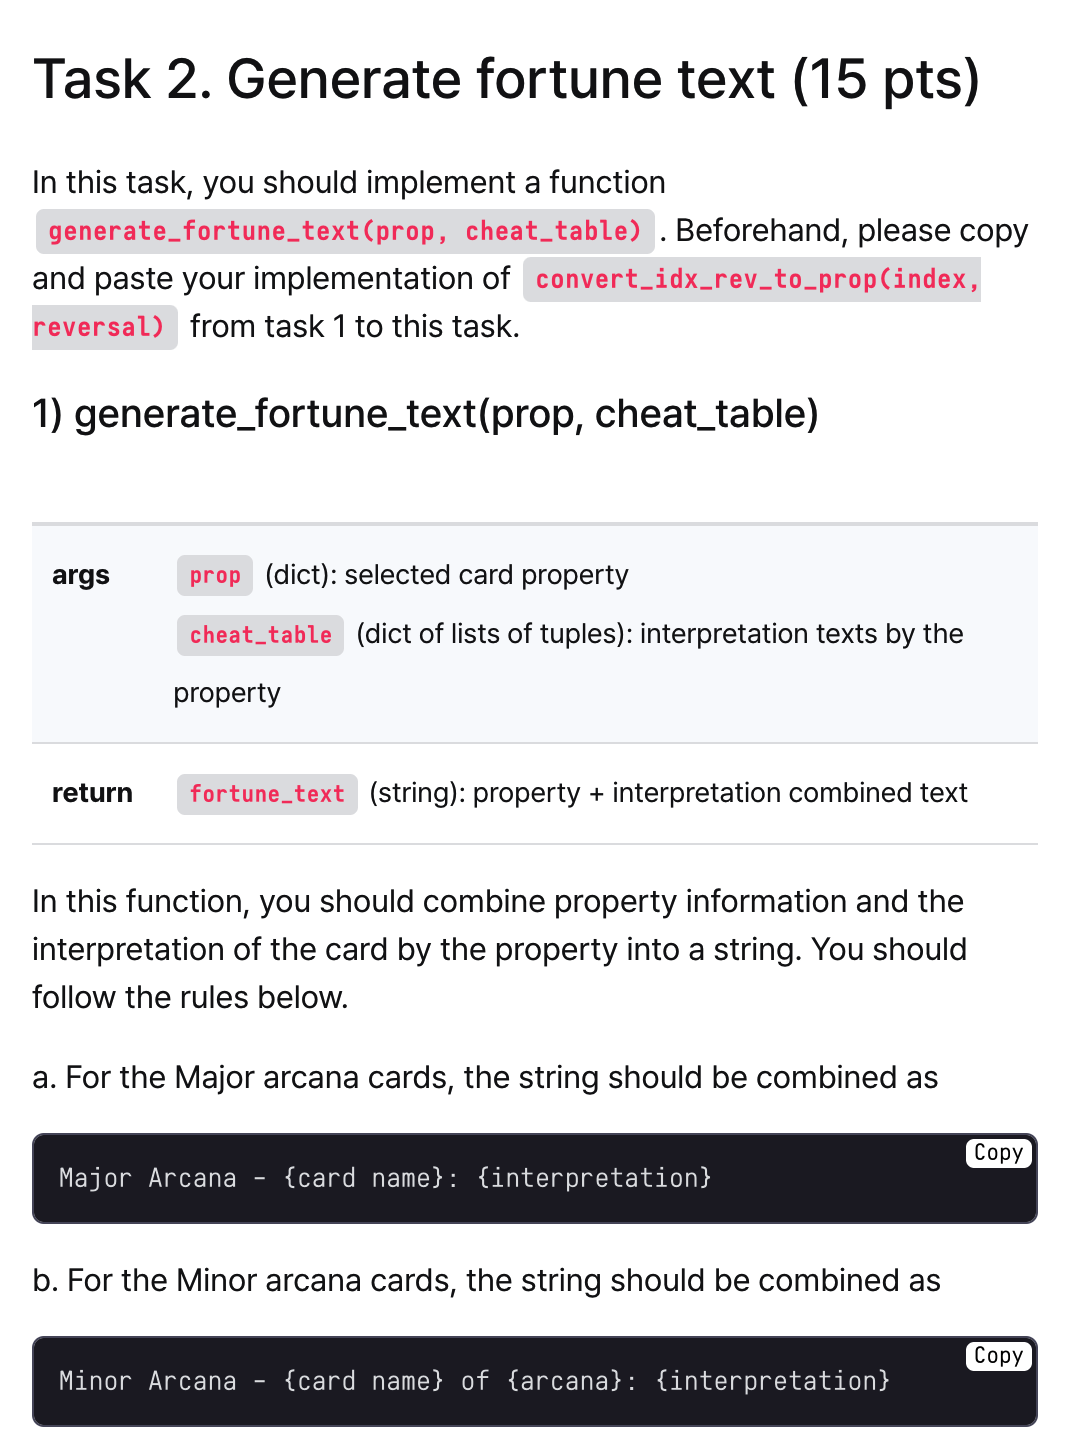 Task 2. Generate fortune text (15 pts)
In this task, you should implement a function
generate_fortune_text(prop, cheat_table) . Beforehand, please copy
and paste your implementation of convert_idx_rev_to_prop(index,
reversal) from task 1 to this task.
1) generate_fortune_text(prop, cheat_table)
args prop (dict): selected card property
cheat_table (dict of lists of tuples): interpretation texts by the
property
return fortune_text (string): property + interpretation combined text
In this function, you should combine property information and the
interpretation of the card by the property into a string. You should
follow the rules below.
a. For the Major arcana cards, the string should be combined as
Copy
Major Arcana - {card name}: {interpretation}
b. For the Minor arcana cards, the string should be combined as
Copy
Minor Arcana - {card name} of {arcana}: {interpretation}